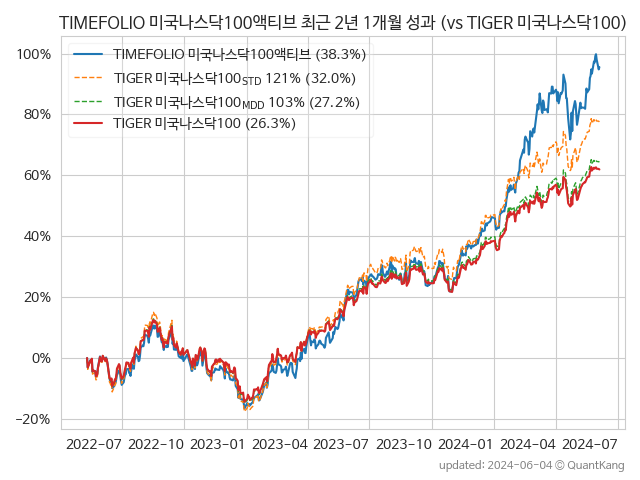 TIMEFOLIO 미국나스닥100액티브 최근 2년 1개월 성과 (vs TIGER 미국나스닥100)
TIMEFOLIO 미국나스닥100액티브 (38.3%)
TIGER 미국나스닥100STD 121% (32.0%)
TIGER 미국나스닥100MDD 103% (27.2%)
TIGER 미국나스닥100 (26.3%)
100%
80%
60%
40%
20%
0%
−20%
2022-07 2022-10 2023-01 2023-04 2023-07 2023-10 2024-01 2024-04 2024-07
updated: 2024-06-04 © QuantKang